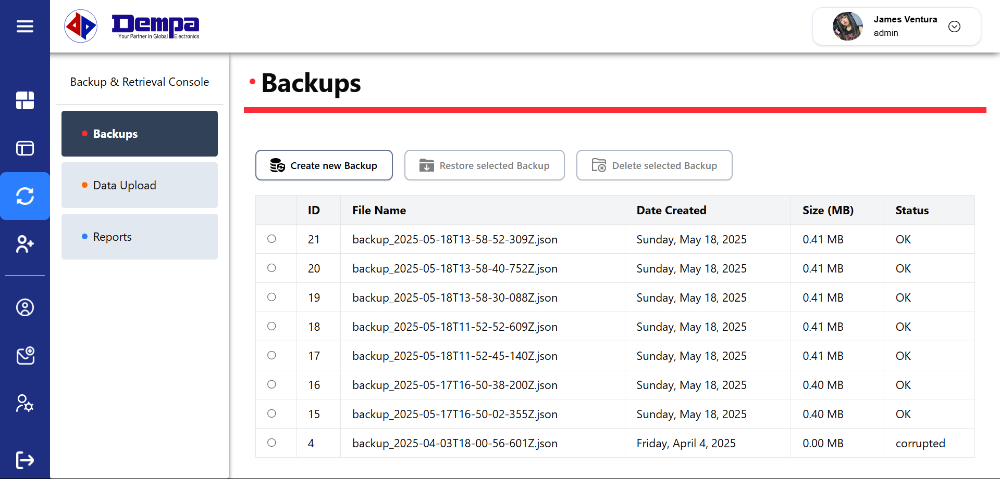 Dempa
Your Partner in Global Electronics
James Ventura
admin
Backup & Retrieval Console
Backups
Data Upload
Reports
Backups
Create new Backup Restore selected Backup Delete selected Backup
ID File Name Date Created Size (MB) Status
21 backup_2025-05-18T13-58-52-309Z.json Sunday, May 18, 2025 0.41 MB OK
20 backup_2025-05-18T13-58-40-752Z.json Sunday, May 18, 2025 0.41 MB OK
19 backup_2025-05-18T13-58-30-088Z.json Sunday, May 18, 2025 0.41 MB OK
18 backup_2025-05-18T11-52-52-609Z.json Sunday, May 18, 2025 0.41 MB OK
17 backup_2025-05-18T11-52-45-140Z.json Sunday, May 18, 2025 0.41 MB OK
16 backup_2025-05-17T16-50-38-200Z.json Sunday, May 18, 2025 0.40 MB OK
15 backup_2025-05-17T16-50-02-355Z.json Sunday, May 18, 2025 0.40 MB OK
4 backup_2025-04-03T18-00-56-601Z.json Friday, April 4, 2025 0.00 MB corrupted